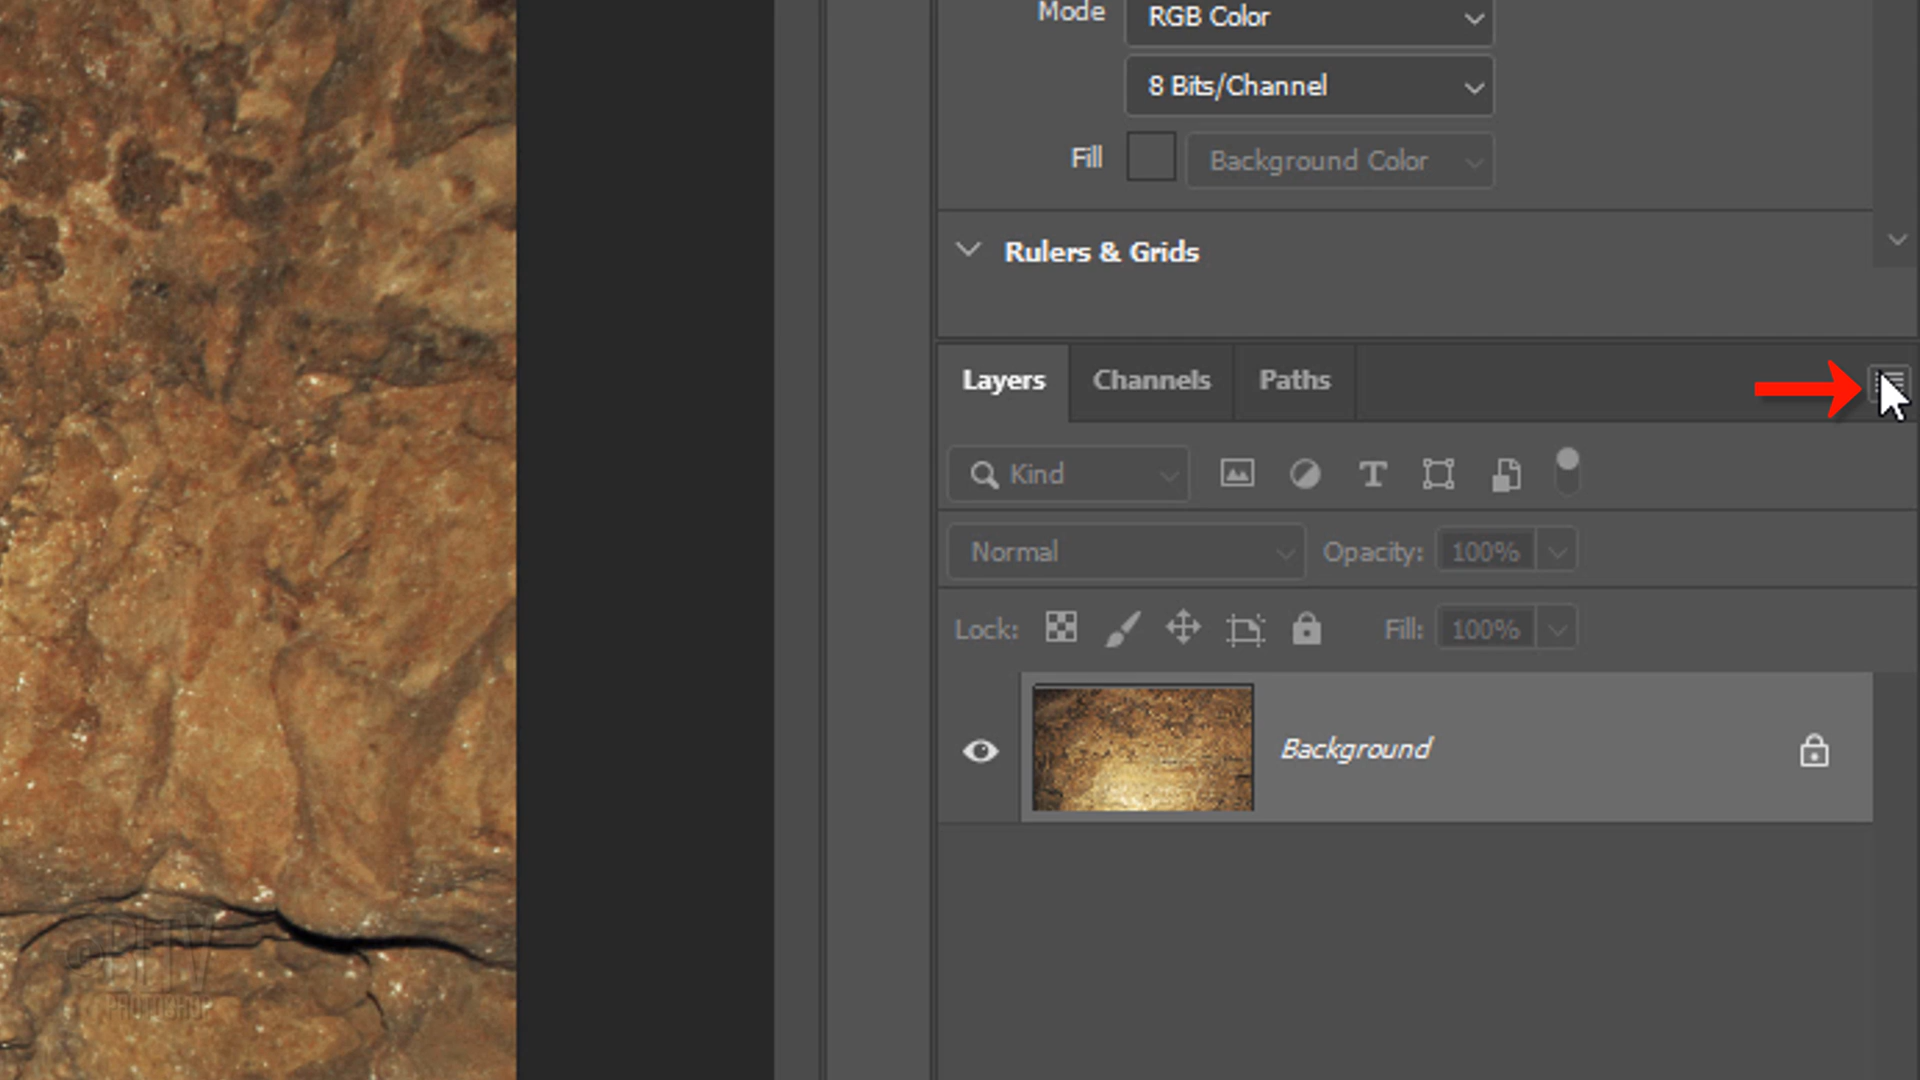 Mode RGB Color
8 Bits/Channel
Fill Background Color
Rulers & Grids
Layers Channels Paths
Kind
Normal Opacity: 100%
Lock: Fill: 100%
Background
PHOTOSHOP